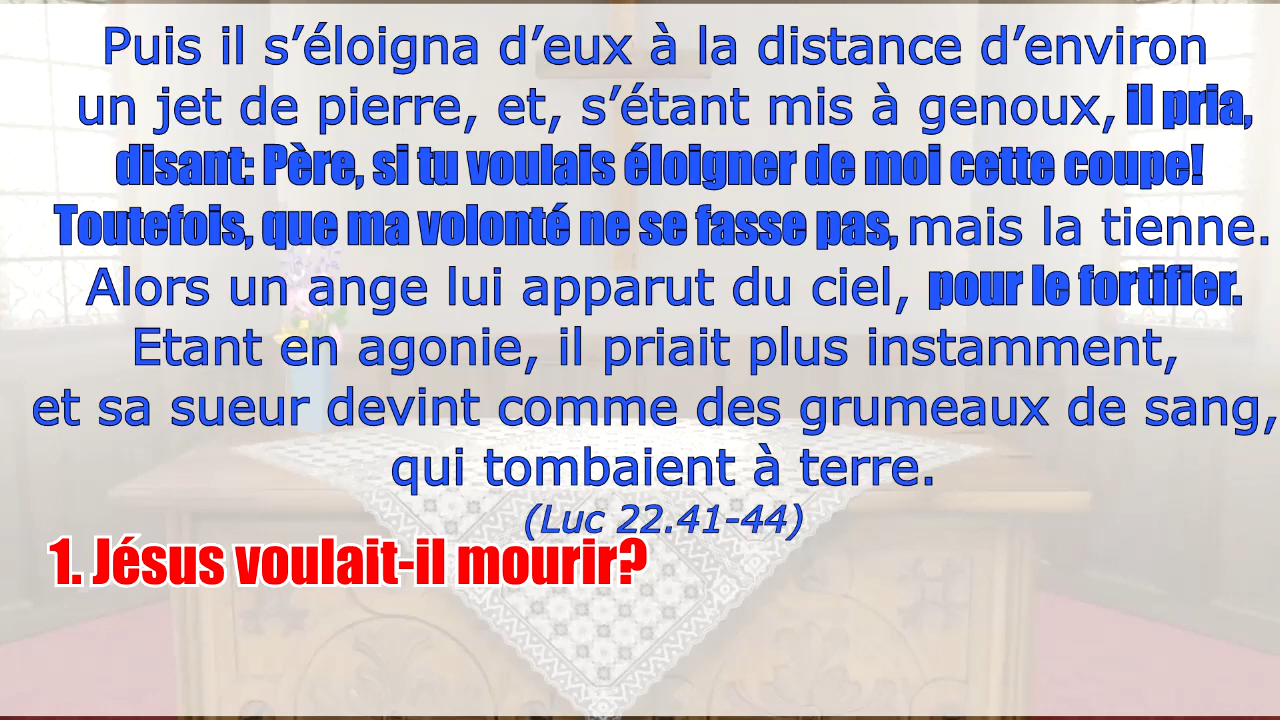 Puis il s’éloigna d’eux à la distance d’environ
un jet de pierre, et, s’étant mis à genoux, il pria,
disant: Père, si tu voulais éloigner de moi cette coupe!
Toutefois, que ma volonté ne se fasse pas, mais la tienne.
Alors un ange lui apparut du ciel, pour le fortifier.
Etant en agonie, il priait plus instamment,
et sa sueur devint comme des grumeaux de sang,
qui tombaient à terre.
(Luc 22.41-44)
1. Jésus voulait-il mourir?